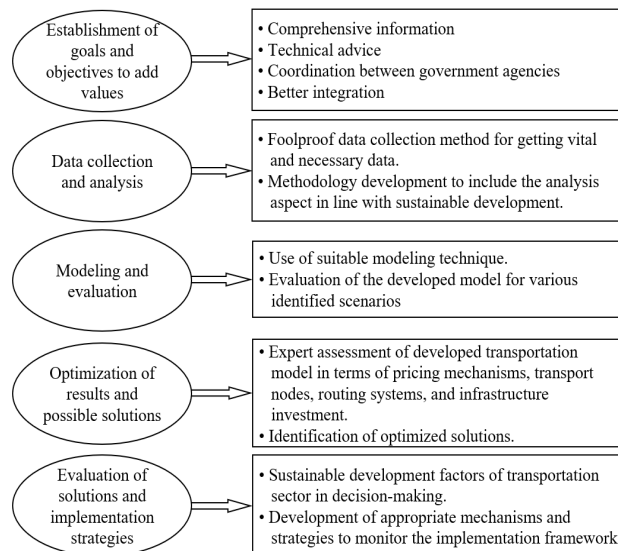 Establishment of
goals and
objectives to add
values
• Comprehensive information
• Technical advice
• Coordination between government agencies
• Better integration
Data collection
and analysis
• Foolproof data collection method for getting vital
and necessary data.
• Methodology development to include the analysis
aspect in line with sustainable development.
Modeling and
evaluation
• Use of suitable modeling technique.
• Evaluation of the developed model for various
identified scenarios
Optimization of
results and
possible solutions
• Expert assessment of developed transportation
model in terms of pricing mechanisms, transport
nodes, routing systems, and infrastructure
investment.
• Identification of optimized solutions.
Evaluation of
solutions and
implementation
strategies
• Sustainable development factors of transportation
sector in decision-making.
• Development of appropriate mechanisms and
strategies to monitor the implementation framework